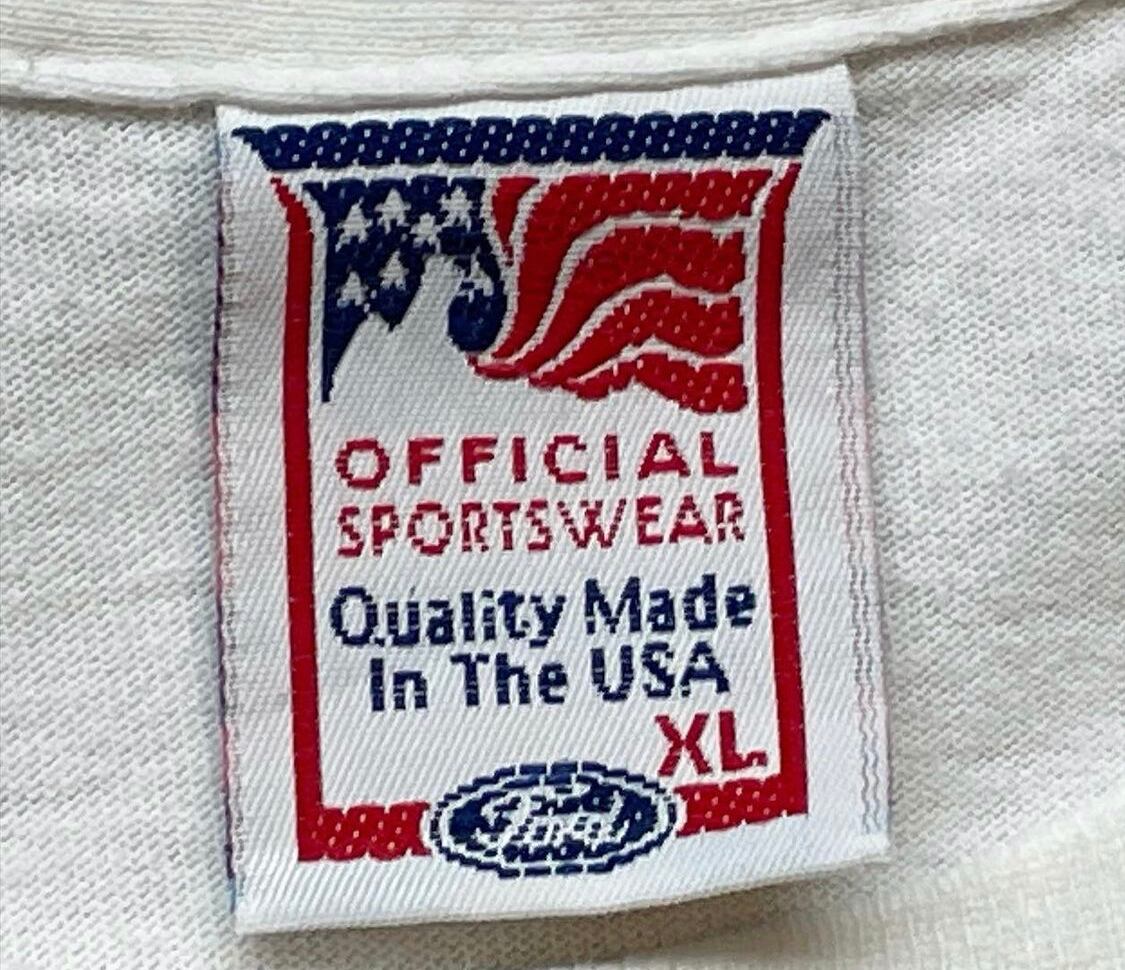 OFFICIAL
SPORTSWEAR
Quality Made
In The USA
XL